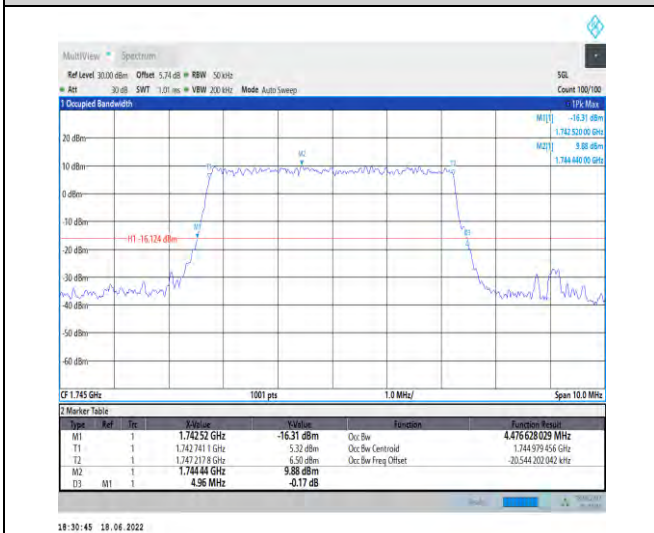 MultiView Spectrum
Ref Level 30.00 dBm Offset 5.74 dB RBW 50 kHz SGL
Att 30 dB SWT 1.01 ms VBW 200 kHz Mode Auto Sweep Count 100/100
1 Occupied Bandwidth 1Pk Max
M1[1] -16.31 dBm
1.742 520 00 GHz
M2[1] 9.88 dBm
1.744 440 00 GHz
20 dBm
M2
10 dBm
T1
T2
0 dBm
-10 dBm
M1
D3
H1 -16.124 dBm
-20 dBm
-30 dBm
-40 dBm
-50 dBm
-60 dBm
CF 1.745 GHz 1001 pts 1.0 MHz/ Span 10.0 MHz
2 Marker Table
Type Ref Trc X-Value Y-Value Function Function Result
M1 1 1.742 52 GHz -16.31 dBm Occ Bw 4.476 628 029 MHz
T1 1 1.742 741 1 GHz 5.32 dBm Occ Bw Centroid 1.744 979 456 GHz
T2 1 1.747 217 8 GHz 6.50 dBm Occ Bw Freq Offset -20.544 202 042 kHz
M2 1 1.744 44 GHz 9.88 dBm
D3 M1 1 4.96 MHz -0.17 dB
18:30:45 18.06.2022